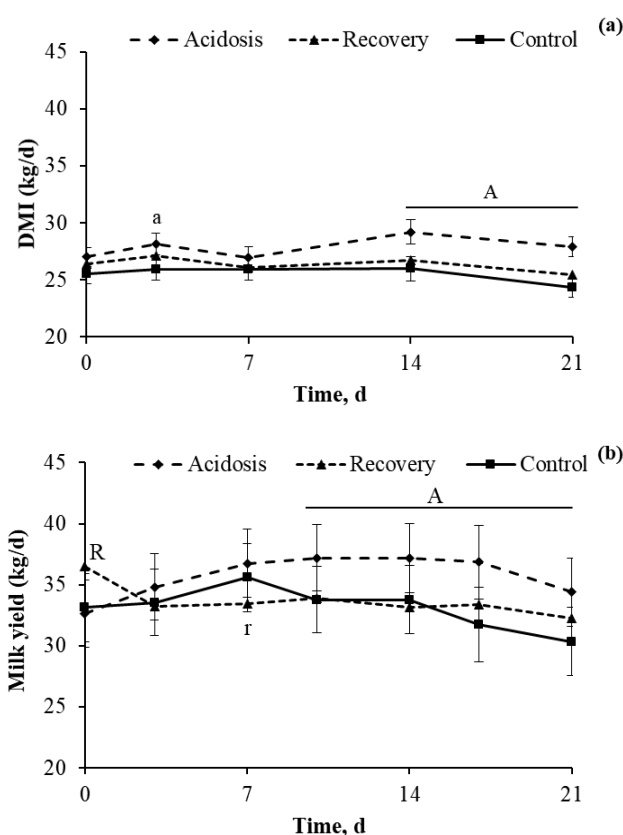 (a)
Acidosis Recovery Control
45
40
35
30
25
20
DMI (kg/d)
a
A
0 7 14 21
Time, d
(b)
Acidosis Recovery Control
45
40
35
30
25
20
Milk yield (kg/d)
A
R
r
0 7 14 21
Time, d